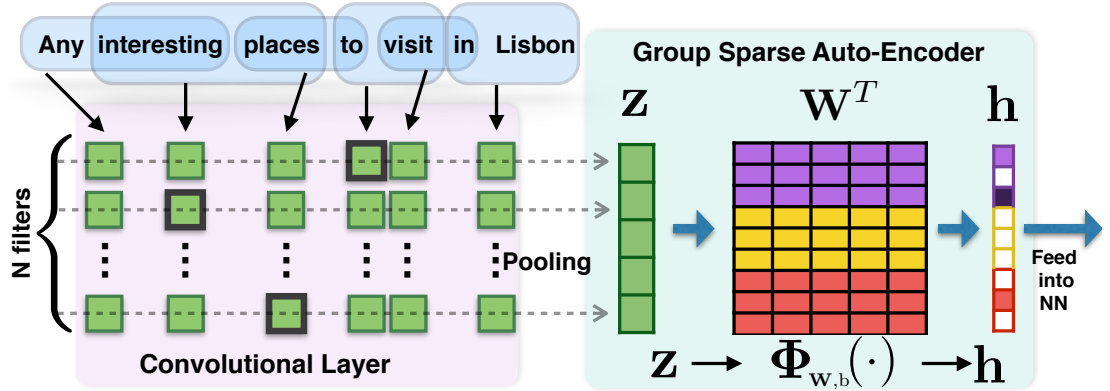 Any interesting places to visit in Lisbon
Group Sparse Auto-Encoder
z
W^T
h
N filters
Pooling
Feed
into
NN
Convolutional Layer
z → Φ_{w,b}(·) → h